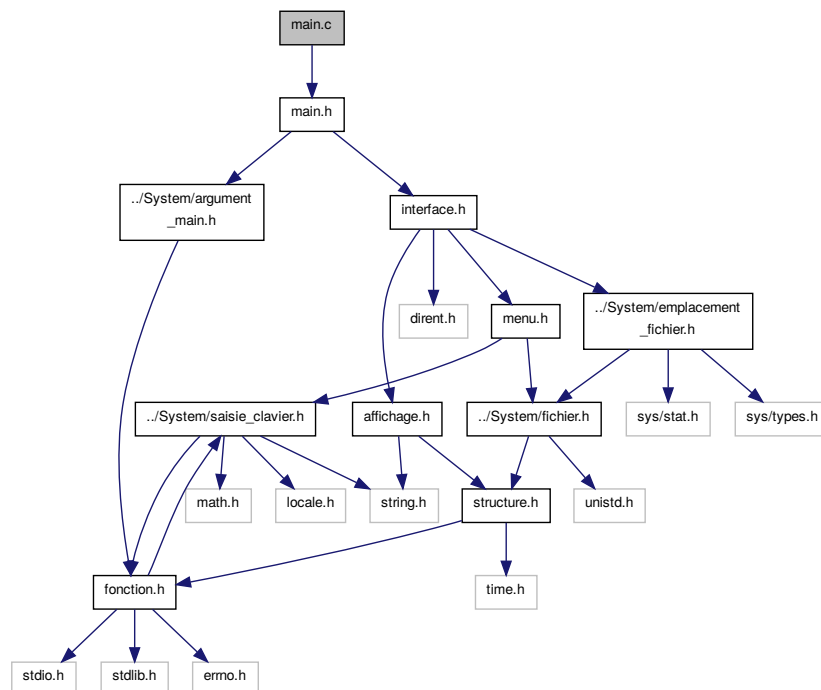 main.c
main.h
../System/argument
_main.h
interface.h
dirent.h
menu.h
../System/emplacement
_fichier.h
../System/saisie_clavier.h
affichage.h
../System/fichier.h
sys/stat.h
sys/types.h
math.h
locale.h
string.h
structure.h
unistd.h
fonction.h
time.h
stdio.h
stdlib.h
errno.h